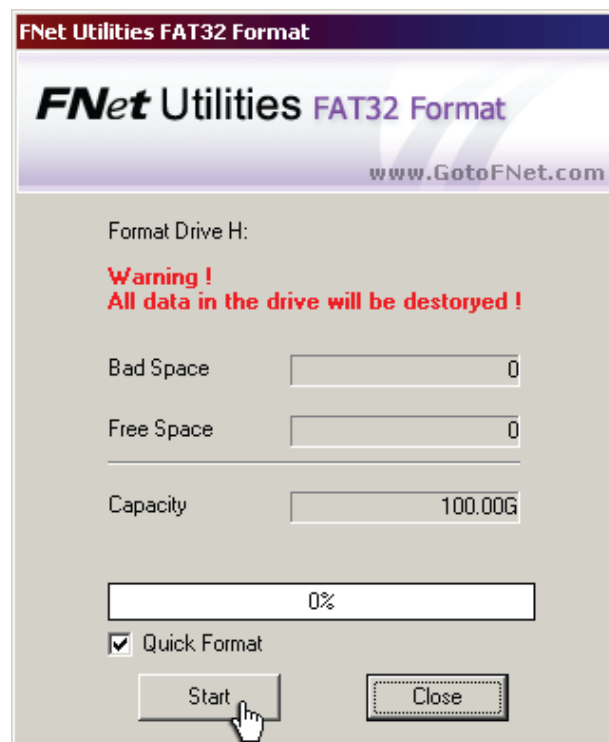 FNet Utilities FAT32 Format
FNet Utilities FAT32 Format
www.GotoFNet.com
Format Drive H:
Warning !
All data in the drive will be destoryed !
Bad Space 0
Free Space 0
Capacity 100.00G
0%
Quick Format
Start Close